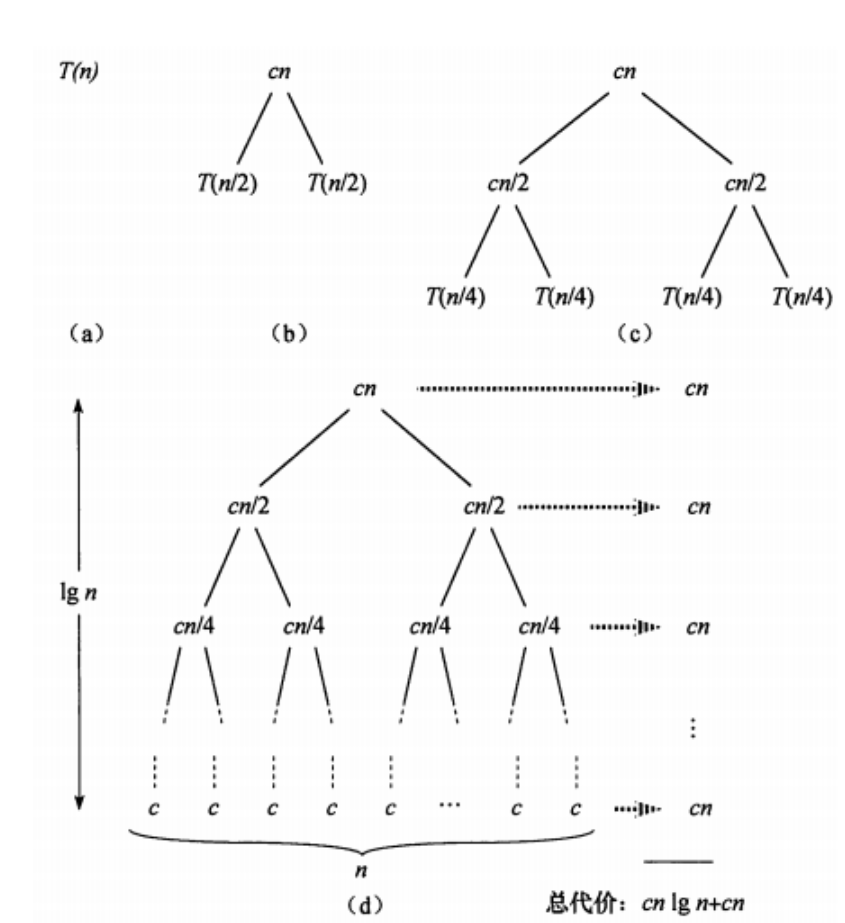 T(n) cn cn
T(n/2) T(n/2) cn/2 cn/2
T(n/4) T(n/4) T(n/4) T(n/4)
（a） （b） （c）
cn cn
cn/2 cn/2 cn
lg n
cn/4 cn/4 cn/4 cn/4 cn
⋮
c c c c c … c c cn
n
（d） 总代价：cn lg n+cn